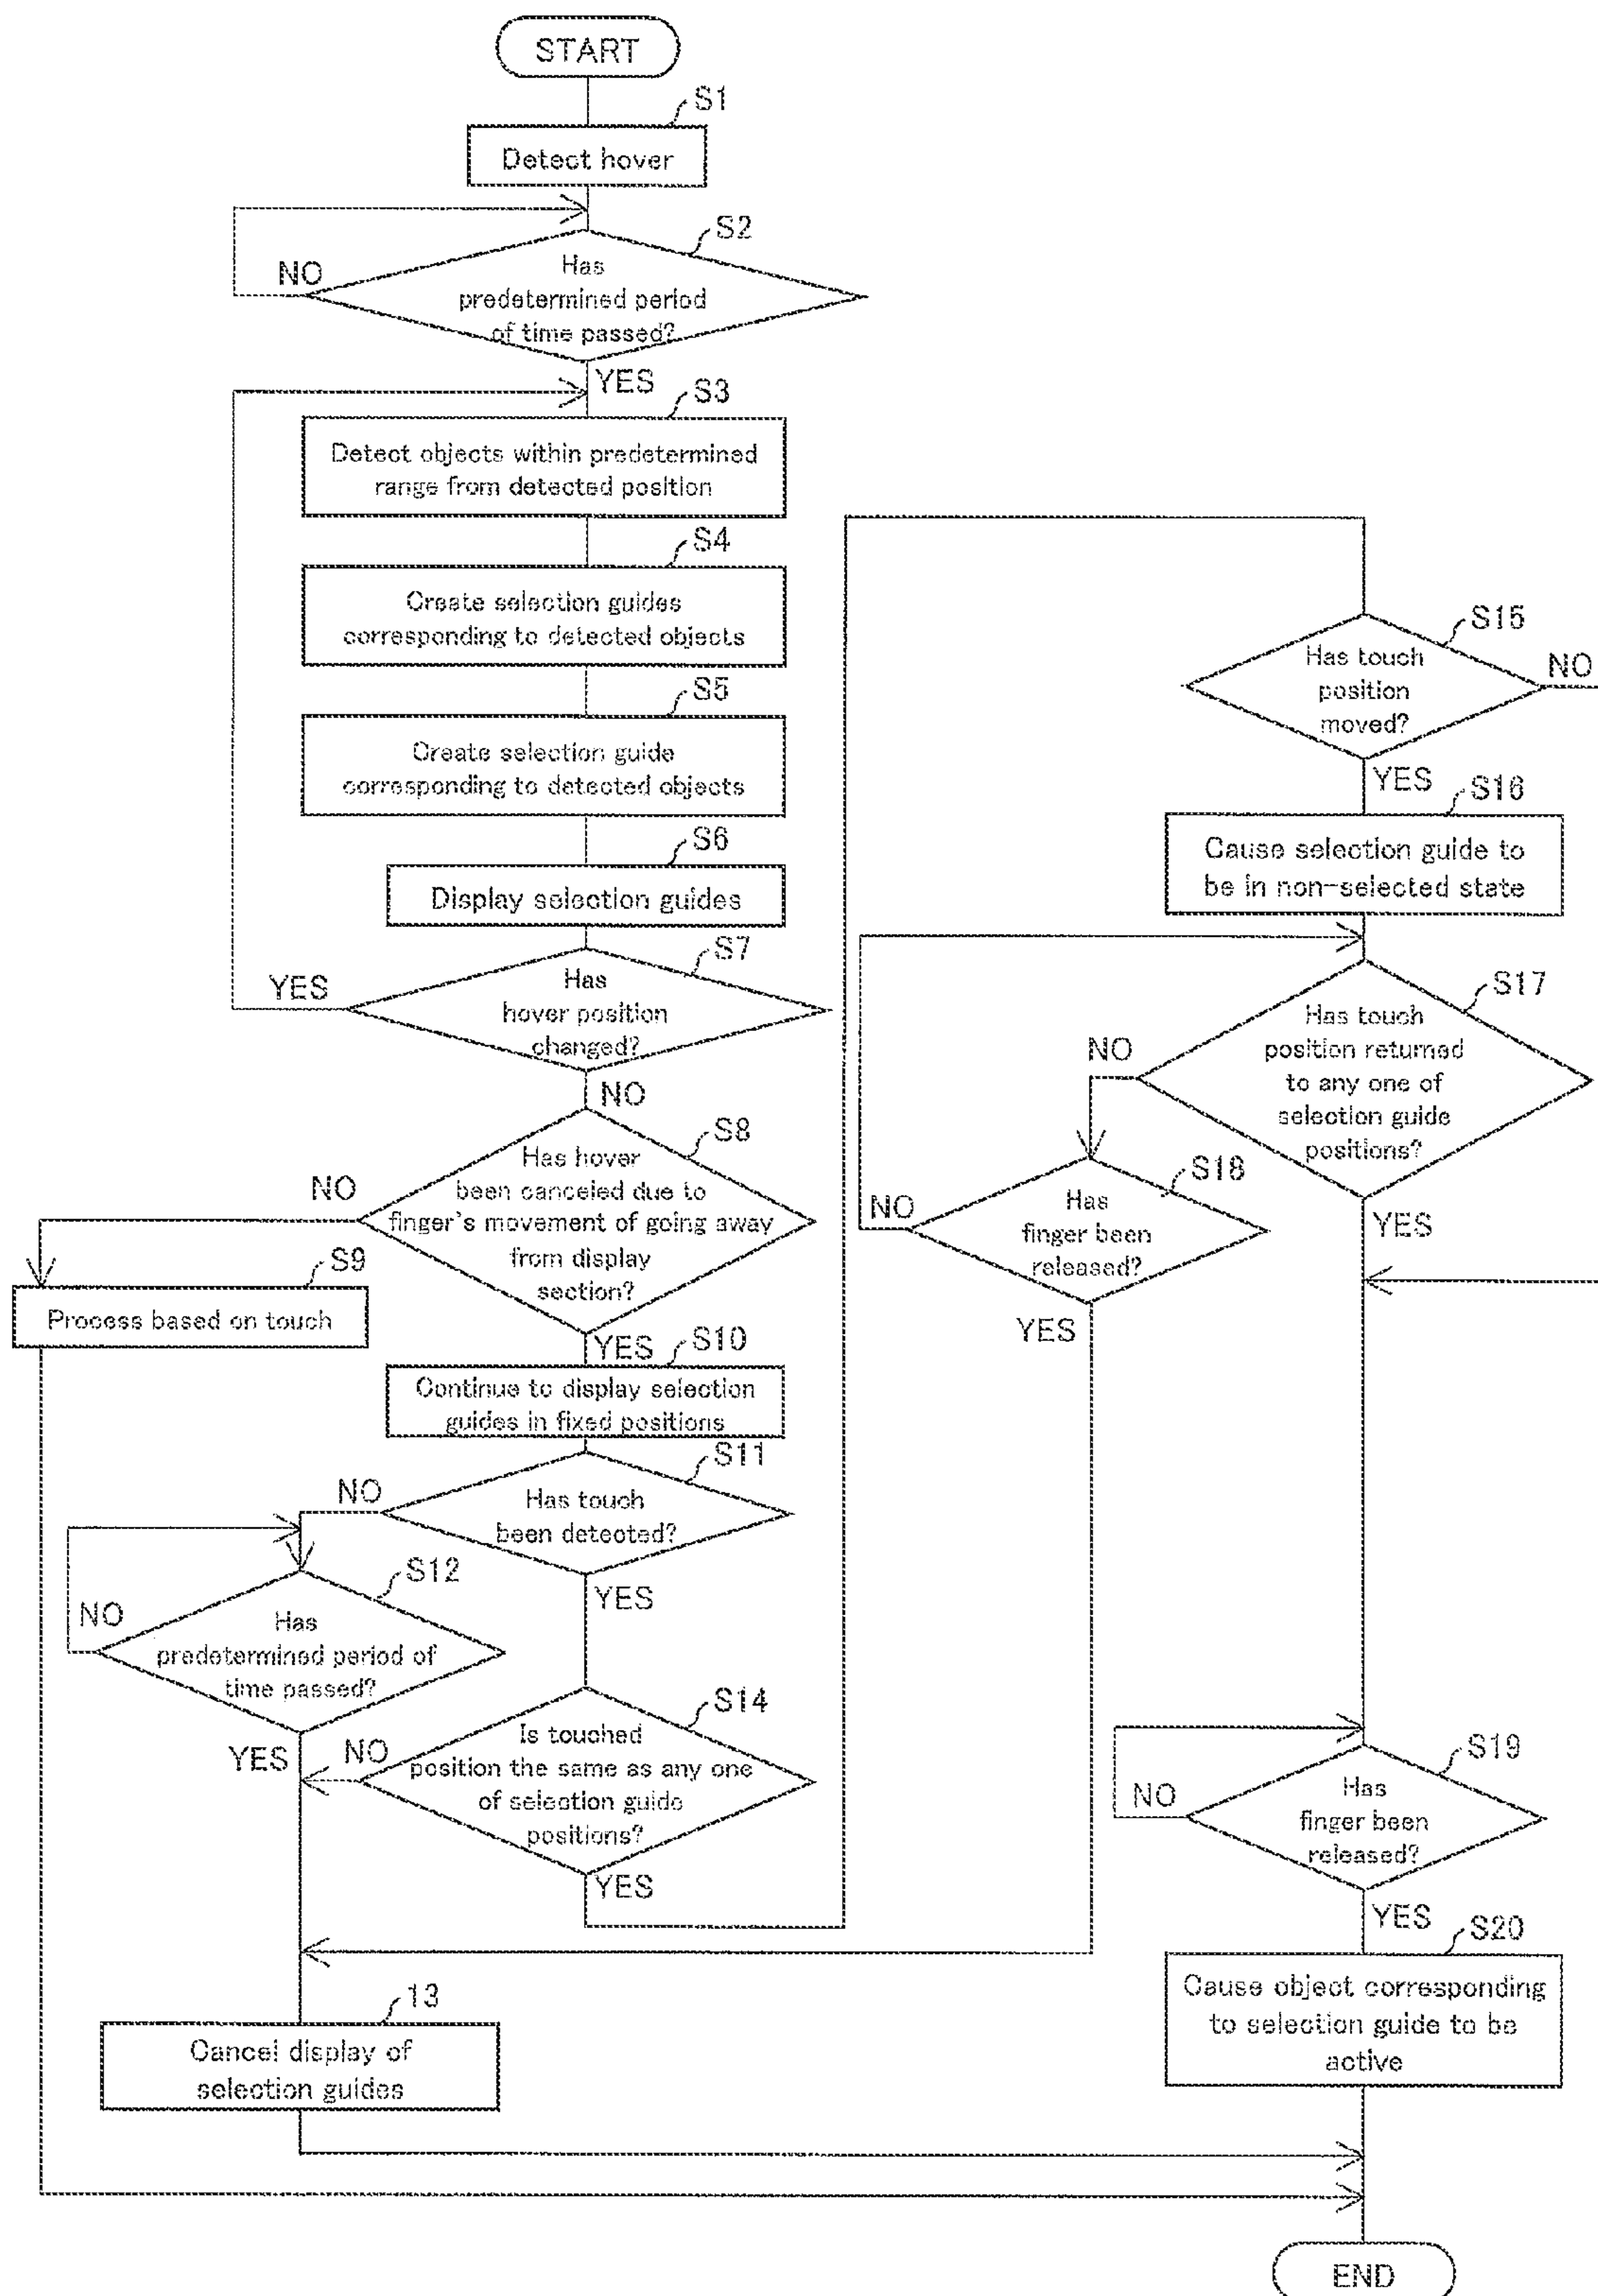 START
S1
Detect hover
S2
NO
Has
predetermined period
of time passed?
YES
S3
Detect objects within predetermined
range from detected position
S4
Create selection guides
corresponding to detected objects
S5
Create selection guide
corresponding to detected objects
S6
Display selection guides
S7
YES
Has
hover position
changed?
NO
S8
NO
Has hover
been canceled due to
finger's movement of going away
from display
section?
S9
Process based on touch
YES
S10
Continue to display selection
guides in fixed positions
S11
NO
Has touch
been detected?
YES
S12
NO
Has
predetermined period of
time passed?
YES
S14
NO
Is touched
position the same as any one
of selection guide
positions?
YES
13
Cancel display of
selection guides
S15
Has touch
position
moved?
NO
YES
S16
Cause selection guide to
be in non-selected state
S17
NO
Has touch
position returned
to any one of
selection guide
positions?
YES
S18
NO
Has
finger been
released?
YES
S19
NO
Has
finger been
released?
YES
S20
Cause object corresponding
to selection guide to be
active
END